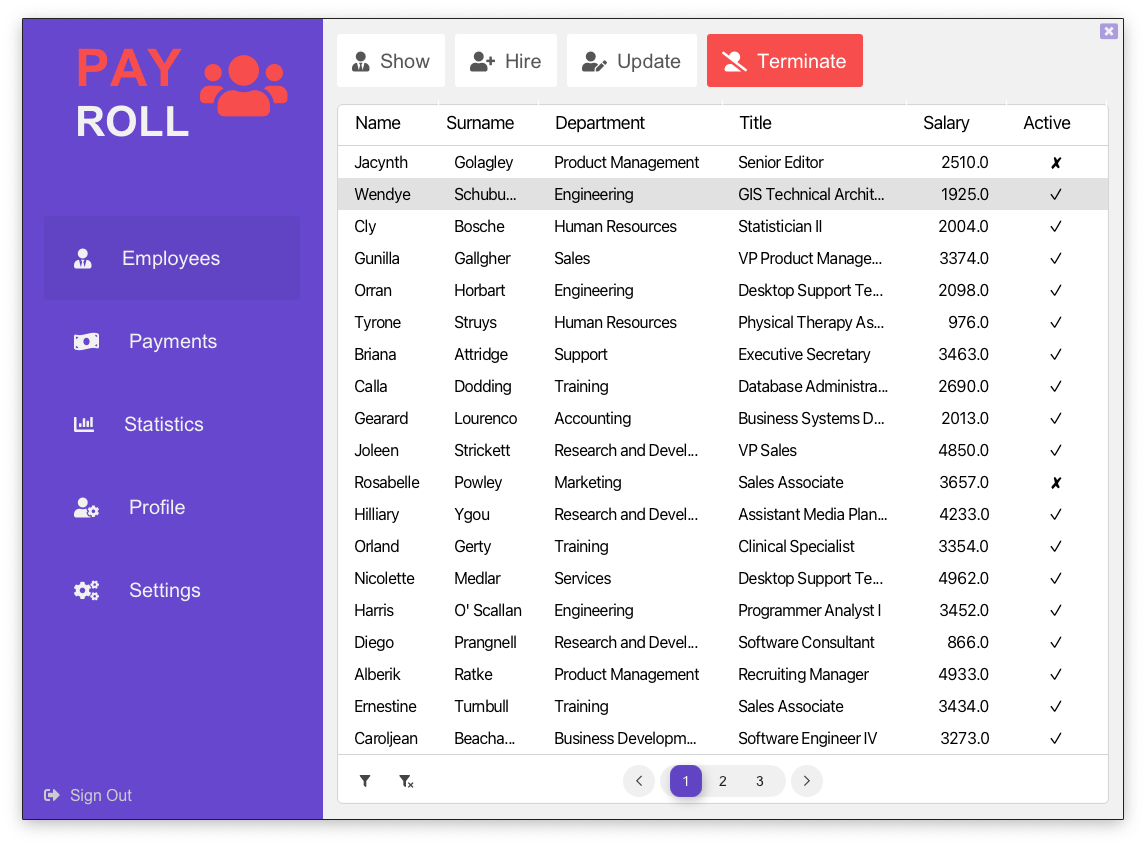 PAY
ROLL
Employees
Payments
Statistics
Profile
Settings
Sign Out
Show Hire Update Terminate
Name Surname Department Title Salary Active
Jacynth Golagley Product Management Senior Editor 2510.0 ✘
Wendye Schubu... Engineering GIS Technical Archit... 1925.0 ✓
Cly Bosche Human Resources Statistician II 2004.0 ✓
Gunilla Gallgher Sales VP Product Manage... 3374.0 ✓
Orran Horbart Engineering Desktop Support Te... 2098.0 ✓
Tyrone Struys Human Resources Physical Therapy As... 976.0 ✓
Briana Attridge Support Executive Secretary 3463.0 ✓
Calla Dodding Training Database Administra... 2690.0 ✓
Gearard Lourenco Accounting Business Systems D... 2013.0 ✓
Joleen Strickett Research and Devel... VP Sales 4850.0 ✓
Rosabelle Powley Marketing Sales Associate 3657.0 ✘
Hilliary Ygou Research and Devel... Assistant Media Plan... 4233.0 ✓
Orland Gerty Training Clinical Specialist 3354.0 ✓
Nicolette Medlar Services Desktop Support Te... 4962.0 ✓
Harris O' Scallan Engineering Programmer Analyst I 3452.0 ✓
Diego Prangnell Research and Devel... Software Consultant 866.0 ✓
Alberik Ratke Product Management Recruiting Manager 4933.0 ✓
Ernestine Turnbull Training Sales Associate 3434.0 ✓
Caroljean Beacha... Business Developm... Software Engineer IV 3273.0 ✓
1 2 3